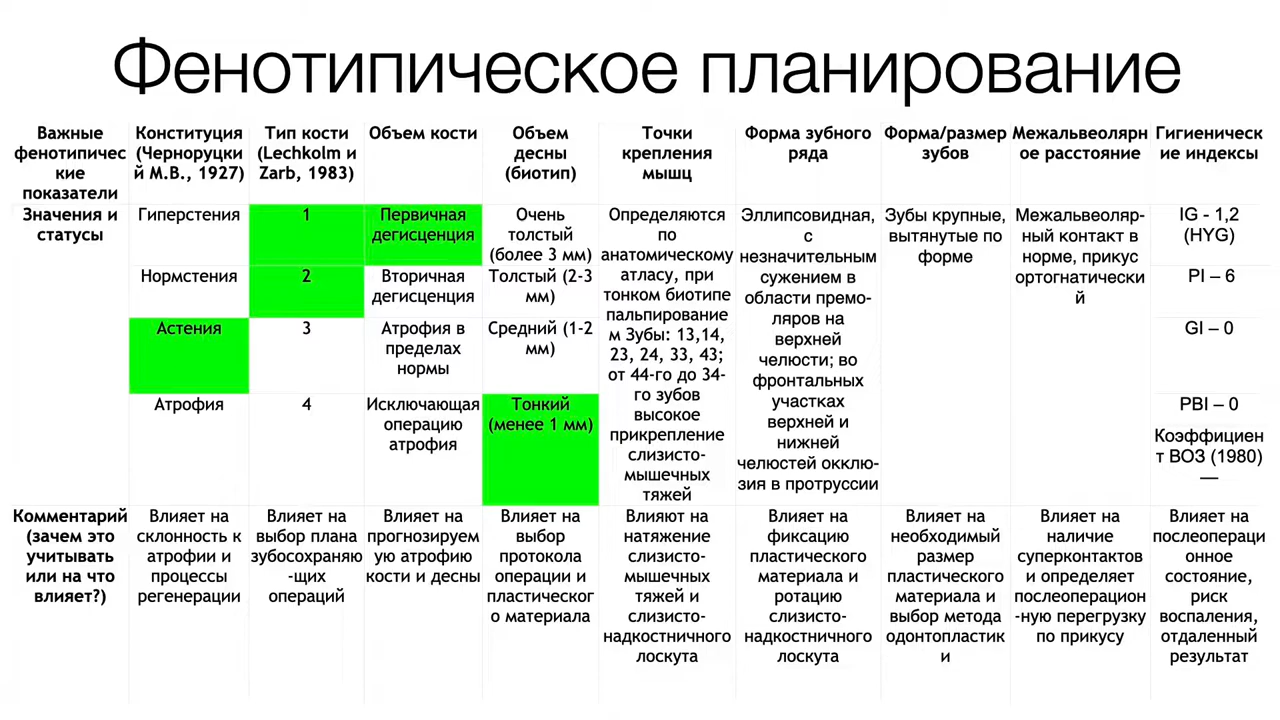 Фенотипическое планирование
Важные
фенотипичес
кие
показатели
Конституция
(Черноруцки
й М.В., 1927)
Тип кости
(Lechkolm и
Zarb, 1983)
Объем кости
Объем
десны
(биотип)
Точки
крепления
мышц
Форма зубного
ряда
Форма/размер
зубов
Межальвеолярн
ое расстояние
Гигиеническ
ие индексы
Значения и
статусы
Гиперстения
Нормстения
Астения
Атрофия
1
2
3
4
Первичная
дегисценция
Вторичная
дегисценция
Атрофия в
пределах
нормы
Исключающая
операцию
атрофия
Очень
толстый
(более 3 мм)
Толстый (2-3
мм)
Средний (1-2
мм)
Тонкий
(менее 1 мм)
Определяются
по
анатомическому
атласу, при
тонком биотипе
пальпирование
м Зубы: 13,14,
23, 24, 33, 43;
от 44-го до 34-
го зубов
высокое
прикрепление
слизисто-
мышечных
тяжей
Эллипсовидная,
с
незначительным
сужением в
области премо-
ляров на
верхней
челюсти; во
фронтальных
участках
верхней и
нижней
челюстей окклю-
зия в протруссии
Зубы крупные,
вытянутые по
форме
Межальвеоляр-
ный контакт в
норме, прикус
ортогнатически
й
IG - 1,2
(HYG)
PI – 6
GI – 0
PBI – 0
Коэффициен
т ВОЗ (1980)
—
Комментарий
(зачем это
учитывать
или на что
влияет?)
Влияет на
склонность к
атрофии и
процессы
регенерации
Влияет на
выбор плана
зубосохраняю
-щих
операций
Влияет на
прогнозируем
ую атрофию
кости и десны
Влияет на
выбор
протокола
операции и
пластическог
о материала
Влияют на
натяжение
слизисто-
мышечных
тяжей и
слизисто-
надкостничного
лоскута
Влияет на
фиксацию
пластического
материала и
ротацию
слизисто-
надкостничного
лоскута
Влияет на
необходимый
размер
пластического
материала и
выбор метода
одонтопластик
и
Влияет на
наличие
суперконтактов
и определяет
послеоперацион
-ную перегрузку
по прикусу
Влияет на
послеопераци
онное
состояние,
риск
воспаления,
отдаленный
результат